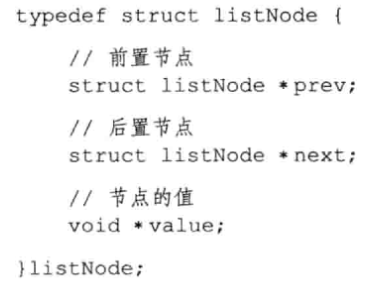 typedef struct listNode {
// 前置节点
struct listNode *prev;
// 后置节点
struct listNode *next;
// 节点的值
void *value;
}listNode;